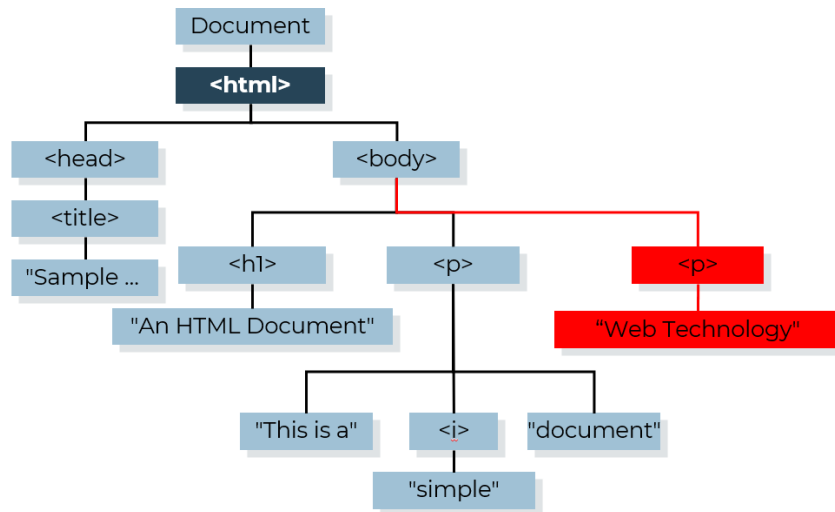 Document
<html>
<head>
<body>
<title>
<h1>
<p>
<p>
"Sample ...
"An HTML Document"
“Web Technology"
"This is a"
<i>
"document"
"simple"